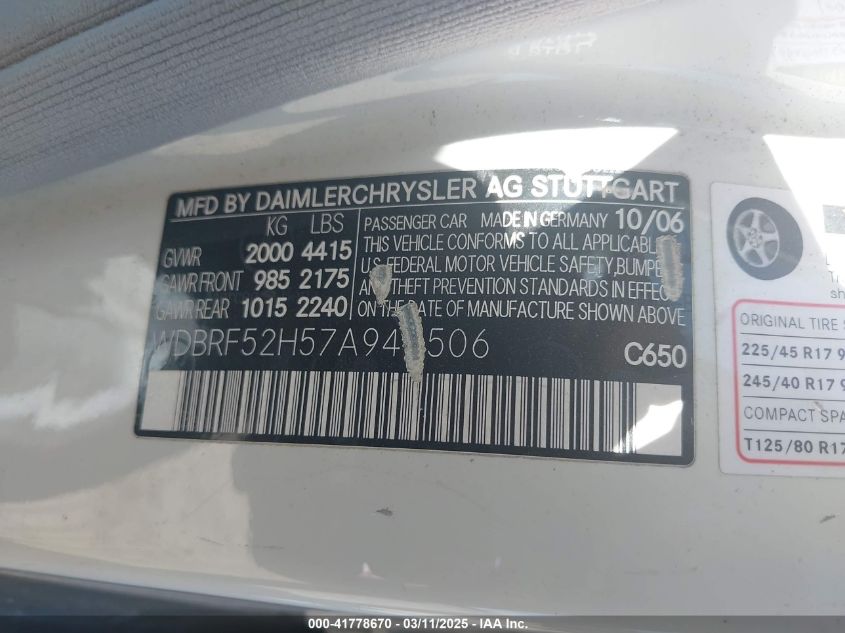 MFD BY DAIMLERCHRYSLER AG STUTTGART
KG LBS
GVWR 2000 4415
GAWR FRONT 985 2175
GAWR REAR 1015 2240
PASSENGER CAR MADE IN GERMANY 10/06
THIS VEHICLE CONFORMS TO ALL APPLICABLE
U.S. FEDERAL MOTOR VEHICLE SAFETY, BUMPER
AND THEFT PREVENTION STANDARDS IN EFFECT
ON THE DATE OF MANUFACTURE SHOWN ABOVE
C650
ORIGINAL TIRE
225/45 R17
245/40 R17
COMPACT
T125/80 R17
000-41778670 — 03/11/2025 — IAA Inc.